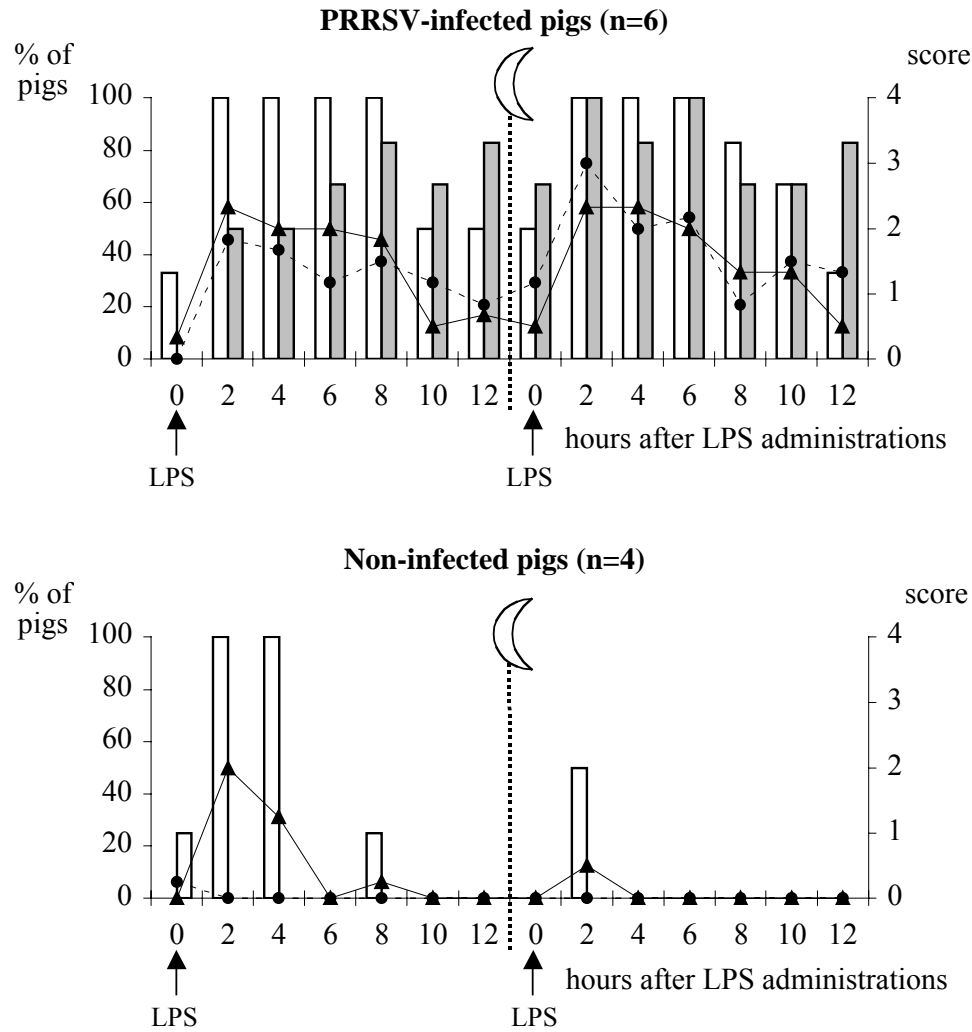 PRRSV-infected pigs (n=6)
% of
pigs
score
100
80
60
40
20
0
4
3
2
1
0
0 2 4 6 8 10 12 0 2 4 6 8 10 12
hours after LPS administrations
LPS LPS
Non-infected pigs (n=4)
% of
pigs
score
100
80
60
40
20
0
4
3
2
1
0
0 2 4 6 8 10 12 0 2 4 6 8 10 12
hours after LPS administrations
LPS LPS